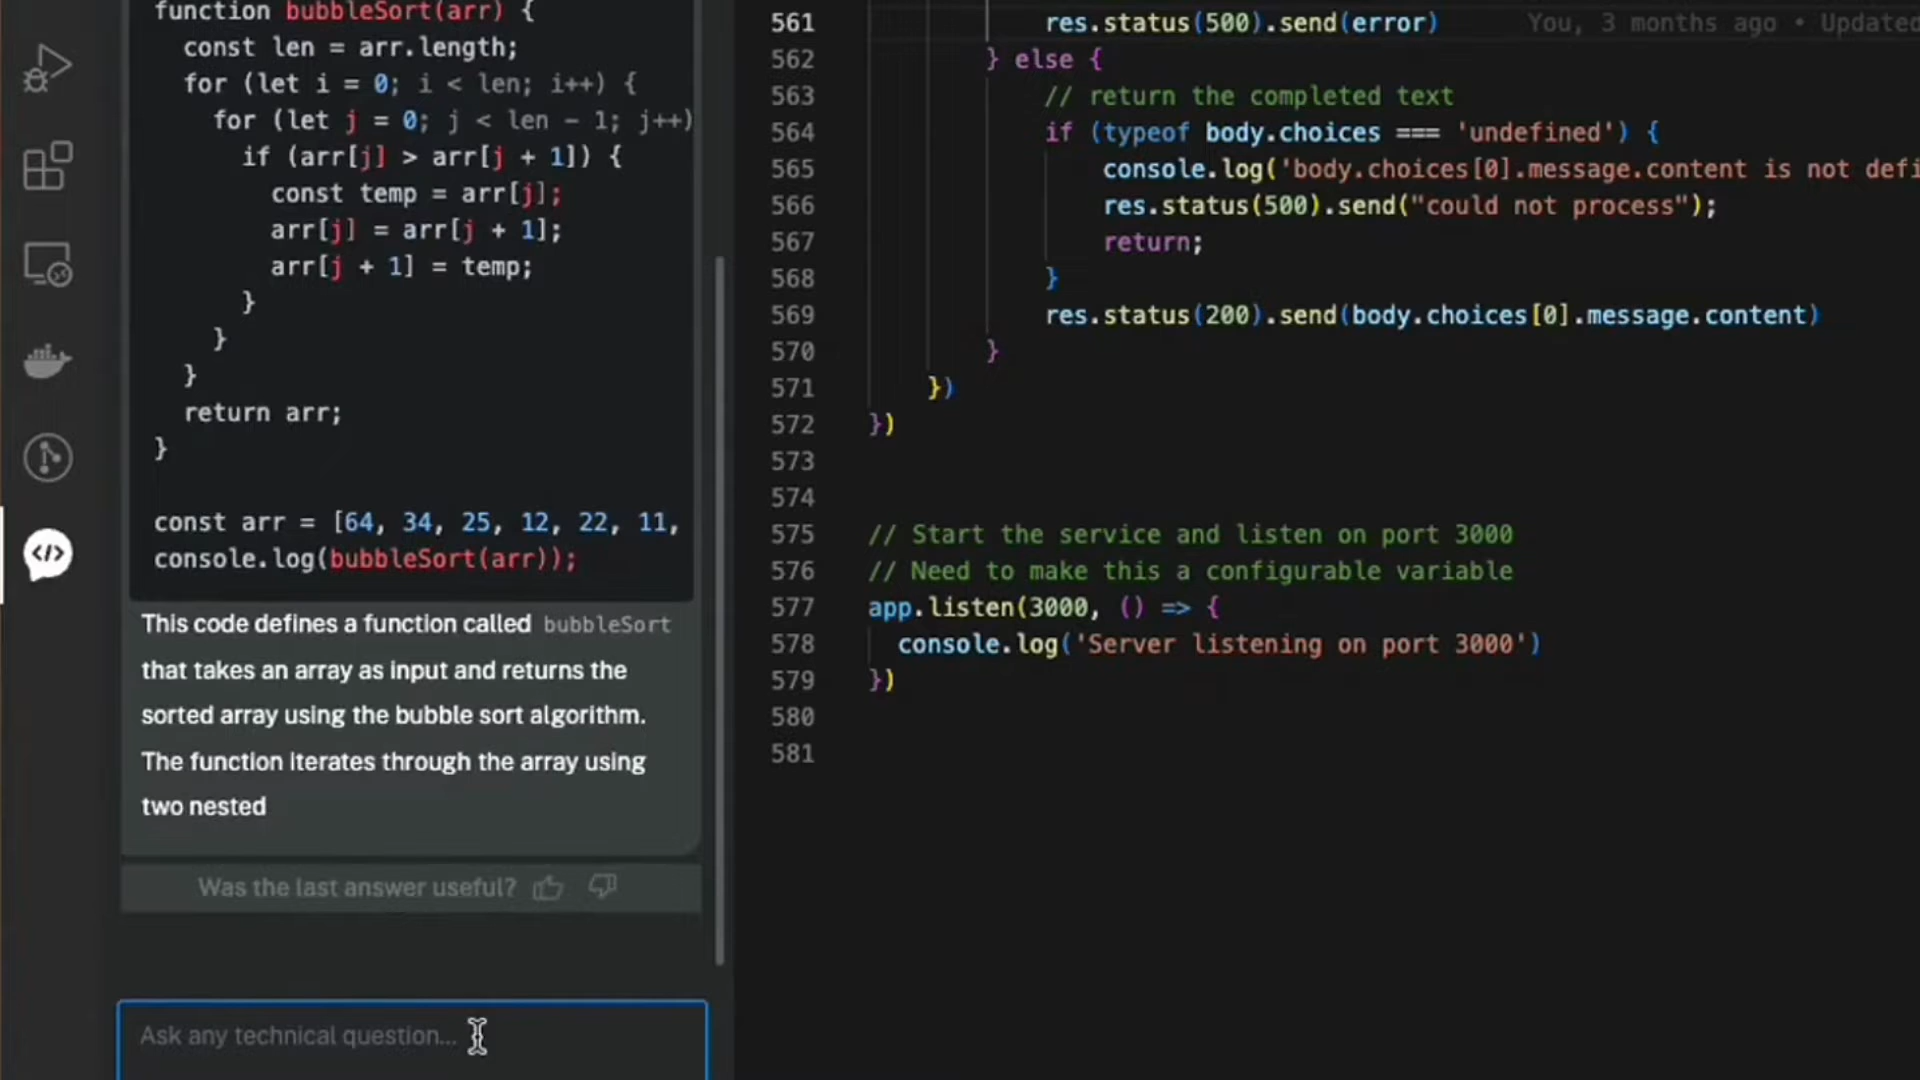 function bubbleSort(arr) {
const len = arr.length;
for (let i = 0; i < len; i++) {
for (let j = 0; j < len - 1; j++)
if (arr[j] > arr[j + 1]) {
const temp = arr[j];
arr[j] = arr[j + 1];
arr[j + 1] = temp;
}
}
}
return arr;
}
const arr = [64, 34, 25, 12, 22, 11,
console.log(bubbleSort(arr));
This code defines a function called bubbleSort
that takes an array as input and returns the
sorted array using the bubble sort algorithm.
The function iterates through the array using
two nested
Was the last answer useful?
Ask any technical question...
561 res.status(500).send(error) You, 3 months ago • Updated
562 } else {
563 // return the completed text
564 if (typeof body.choices === 'undefined') {
565 console.log('body.choices[0].message.content is not defi
566 res.status(500).send("could not process");
567 return;
568 }
569 res.status(200).send(body.choices[0].message.content)
570 }
571 })
572 })
573
574
575 // Start the service and listen on port 3000
576 // Need to make this a configurable variable
577 app.listen(3000, () => {
578 console.log('Server listening on port 3000')
579 })
580
581